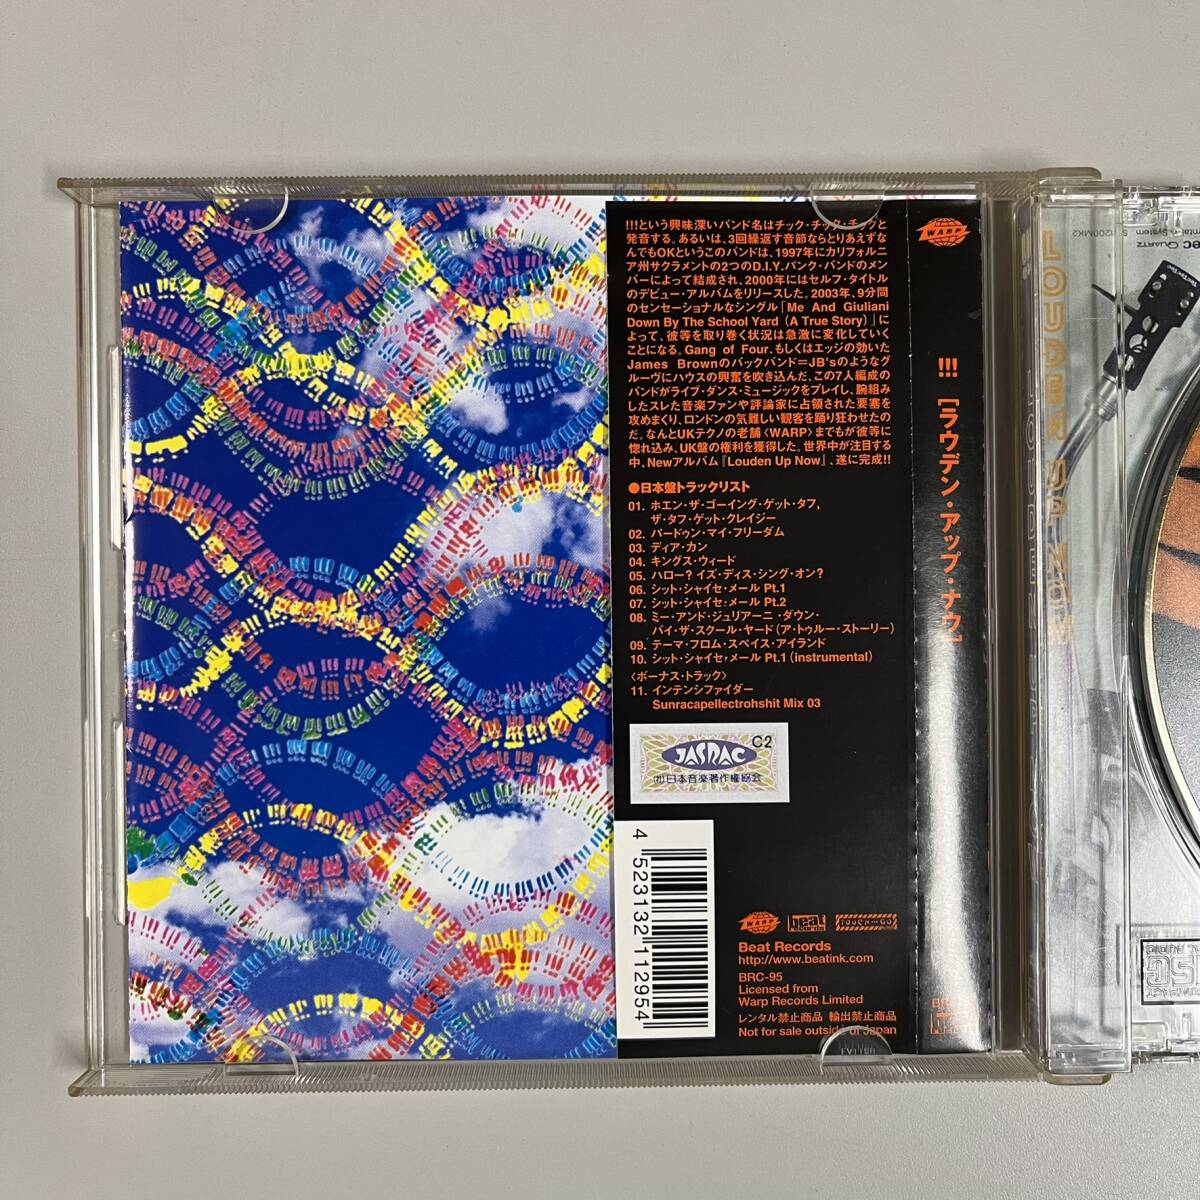 !!!という興味深いバンド名はチック・チック・チックと
発音する。あるいは、3回繰返す音節ならとりあえずな
んでもOKというこのバンドは、1997年にカリフォルニ
ア州サクラメントの2つのD.I.Y.パンク・バンドのメン
バーによって結成され、2000年にはセルフ・タイトル
のデビュー・アルバムをリリースした。2003年、9分間
のセンセーショナルなシングル「Me And Giuliani
Down By The School Yard (A True Story)」に
よって、彼等を取り巻く状況は急激に変化していく
ことになる。Gang of Four、もしくはエッジの効いた
James Brownのバックバンド=JB'sのようなグ
ルーヴにハウスの興奮を吹き込んだ、この7人編成の
バンドがライブ・ダンス・ミュージックをプレイし、腕組み
したスレた音楽ファンや評論家に占領された要塞を
攻めまくり、ロンドンの気難しい観客を踊り狂わせたの
だ。なんとUKテクノの老舗〈WARP〉までもが彼等に
惚れ込み、UK盤の権利を獲得した。世界中が注目する
中、Newアルバム『Louden Up Now』、遂に完成!!
●日本盤トラックリスト
01. ホエン・ザ・ゴーイング・ゲット・タフ,
ザ・タフ・ゲット・クレイジー
02. パードゥン・マイ・フリーダム
03. ディア・カン
04. キングス・ウィード
05. ハロー? イズ・ディス・シング・オン?
06. シット・シャイセ・メール Pt.1
07. シット・シャイセ・メール Pt.2
08. ミー・アンド・ジュリアーニ・ダウン・
バイ・ザ・スクール・ヤード(ア・トゥルー・ストーリー)
09. テーマ・フロム・スペイス・アイランド
10. シット・シャイセ・メール Pt.1 (instrumental)
〈ボーナス・トラック〉
11. インテンシファイダー
Sunracapellectrohshit Mix 03
JASRAC C2
(社)日本音楽著作権協会
4 523132 112954
WARP beat records TOUCH and GO
Beat Records
http://www.beatink.com
BRC-95
Licensed from
Warp Records Limited
レンタル禁止商品 輸出禁止商品
Not for sale outside of Japan
WARP
!!! [ラウデン・アップ・ナウ]
LOUDEN UP NOW
QUARTZ